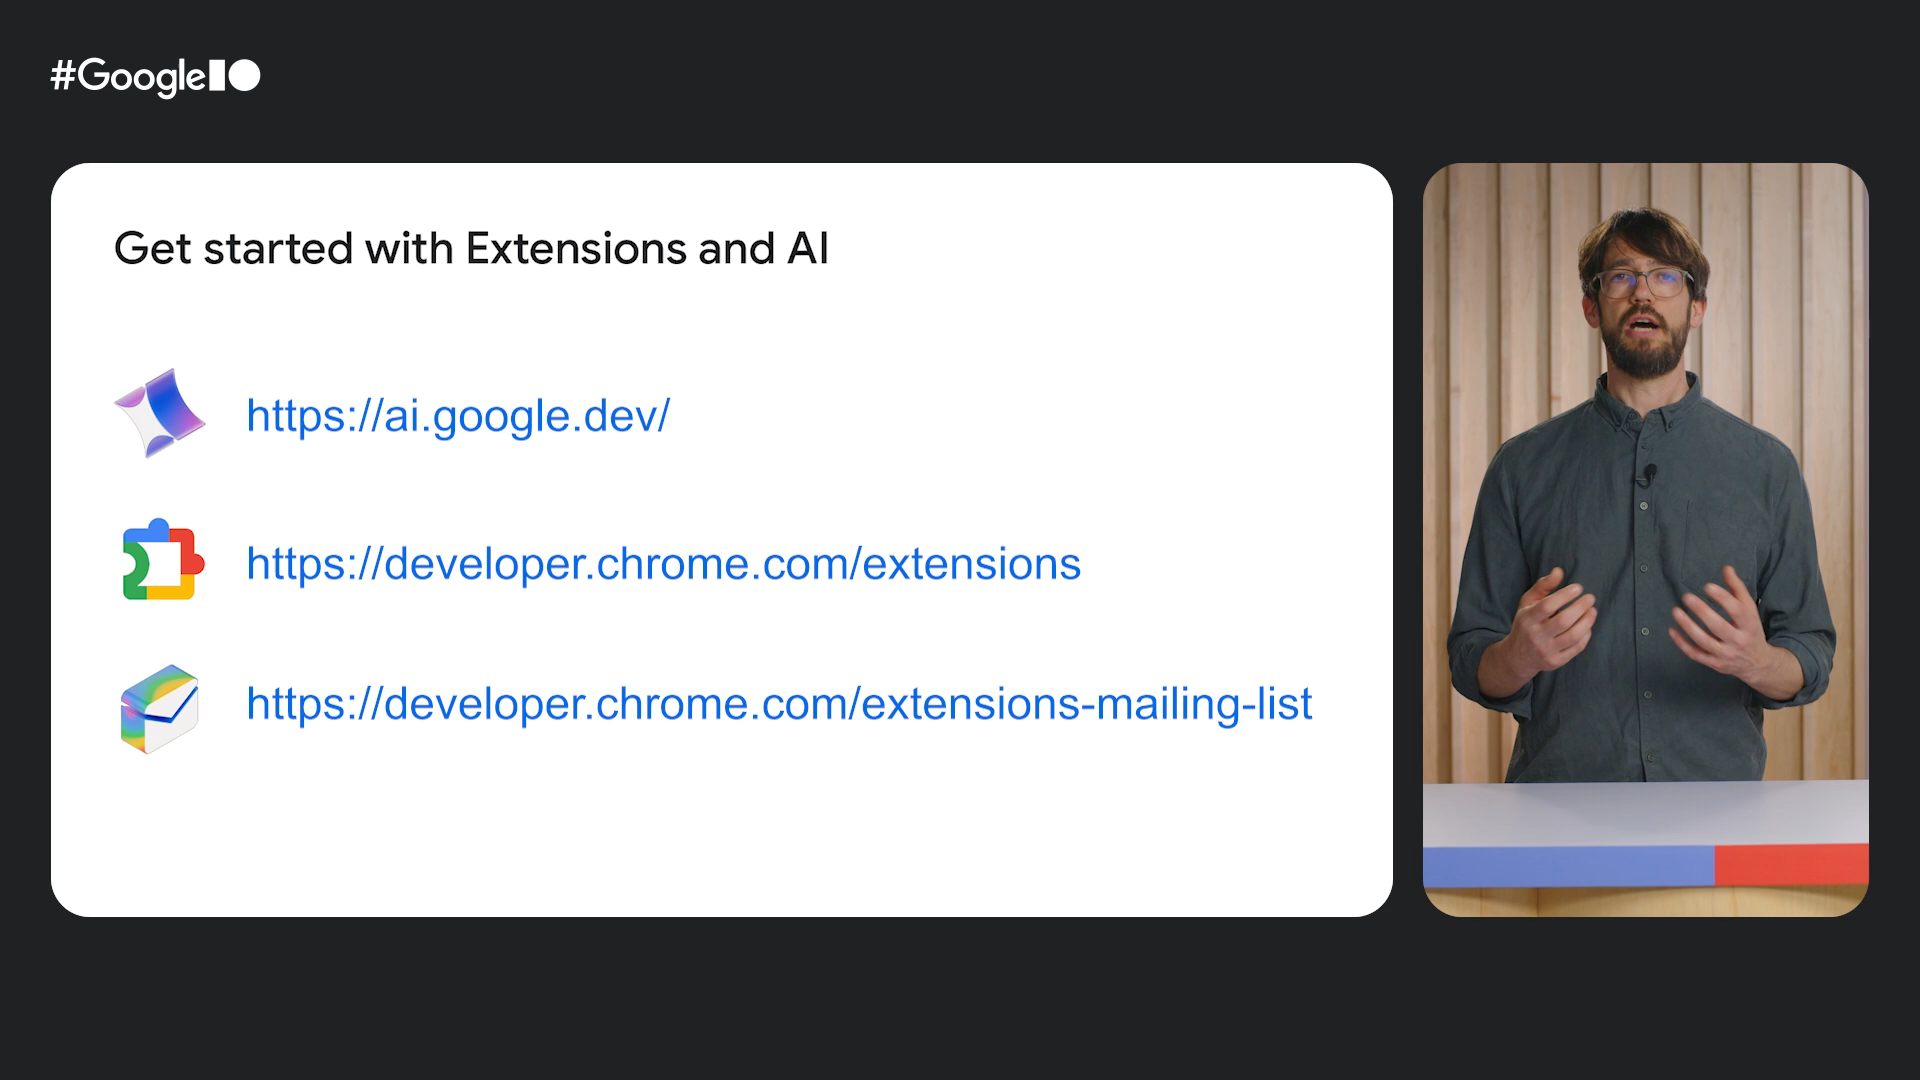 #GoogleIO
Get started with Extensions and AI
https://ai.google.dev/
https://developer.chrome.com/extensions
https://developer.chrome.com/extensions-mailing-list